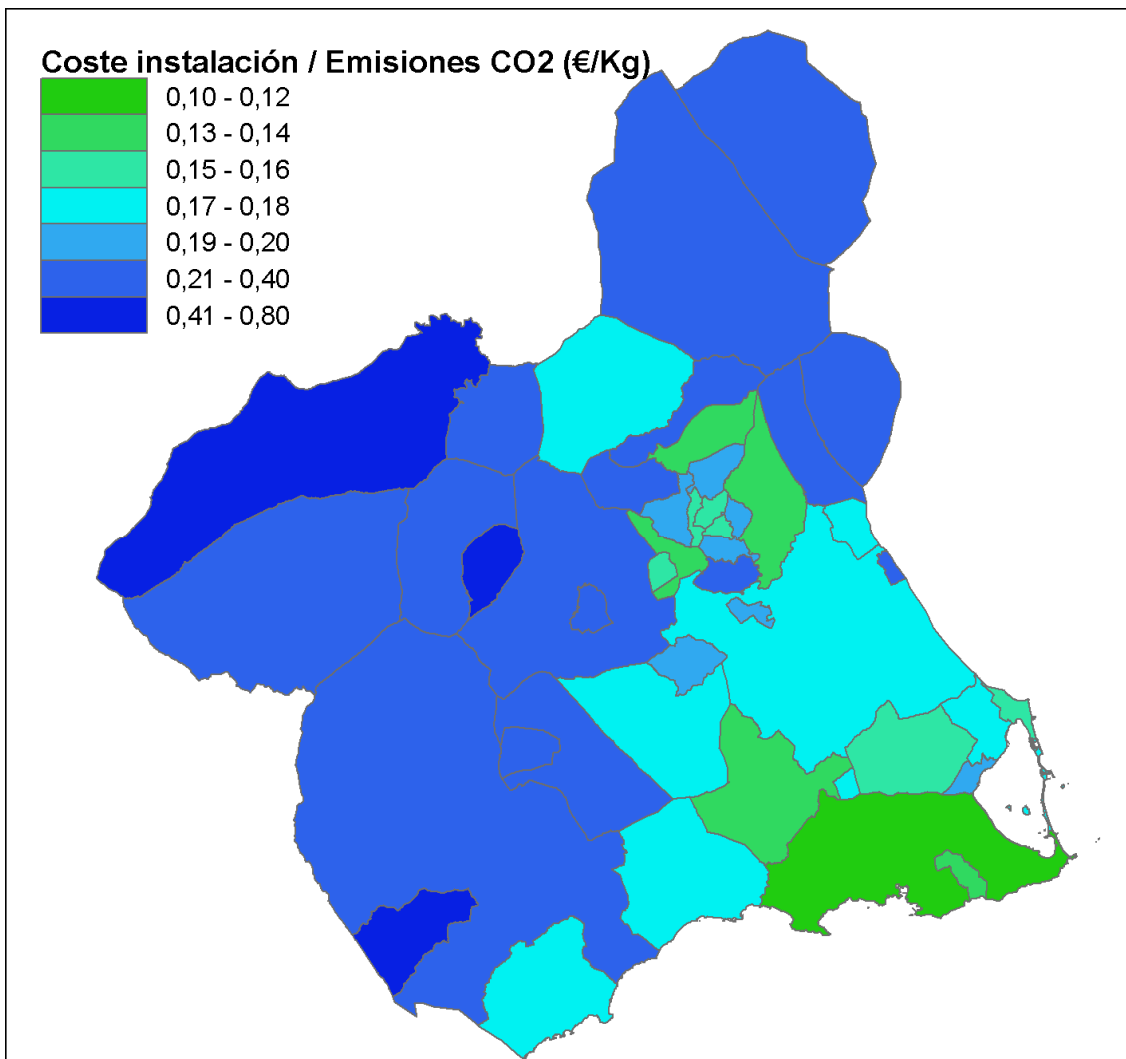 Coste instalación / Emisiones CO2 (€/Kg)
0,10 - 0,12
0,13 - 0,14
0,15 - 0,16
0,17 - 0,18
0,19 - 0,20
0,21 - 0,40
0,41 - 0,80